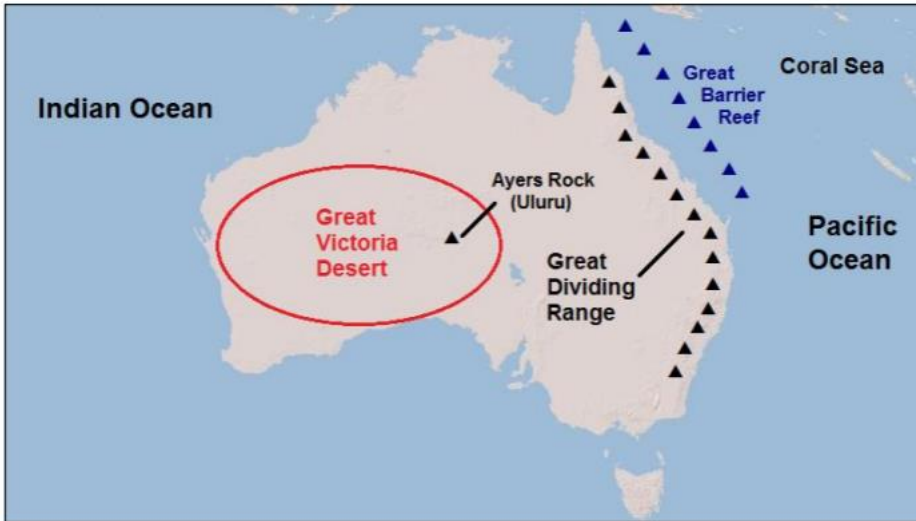 Indian Ocean
Great
Barrier
Reef
Coral Sea
Ayers Rock
(Uluru)
Great
Victoria
Desert
Great
Dividing
Range
Pacific
Ocean